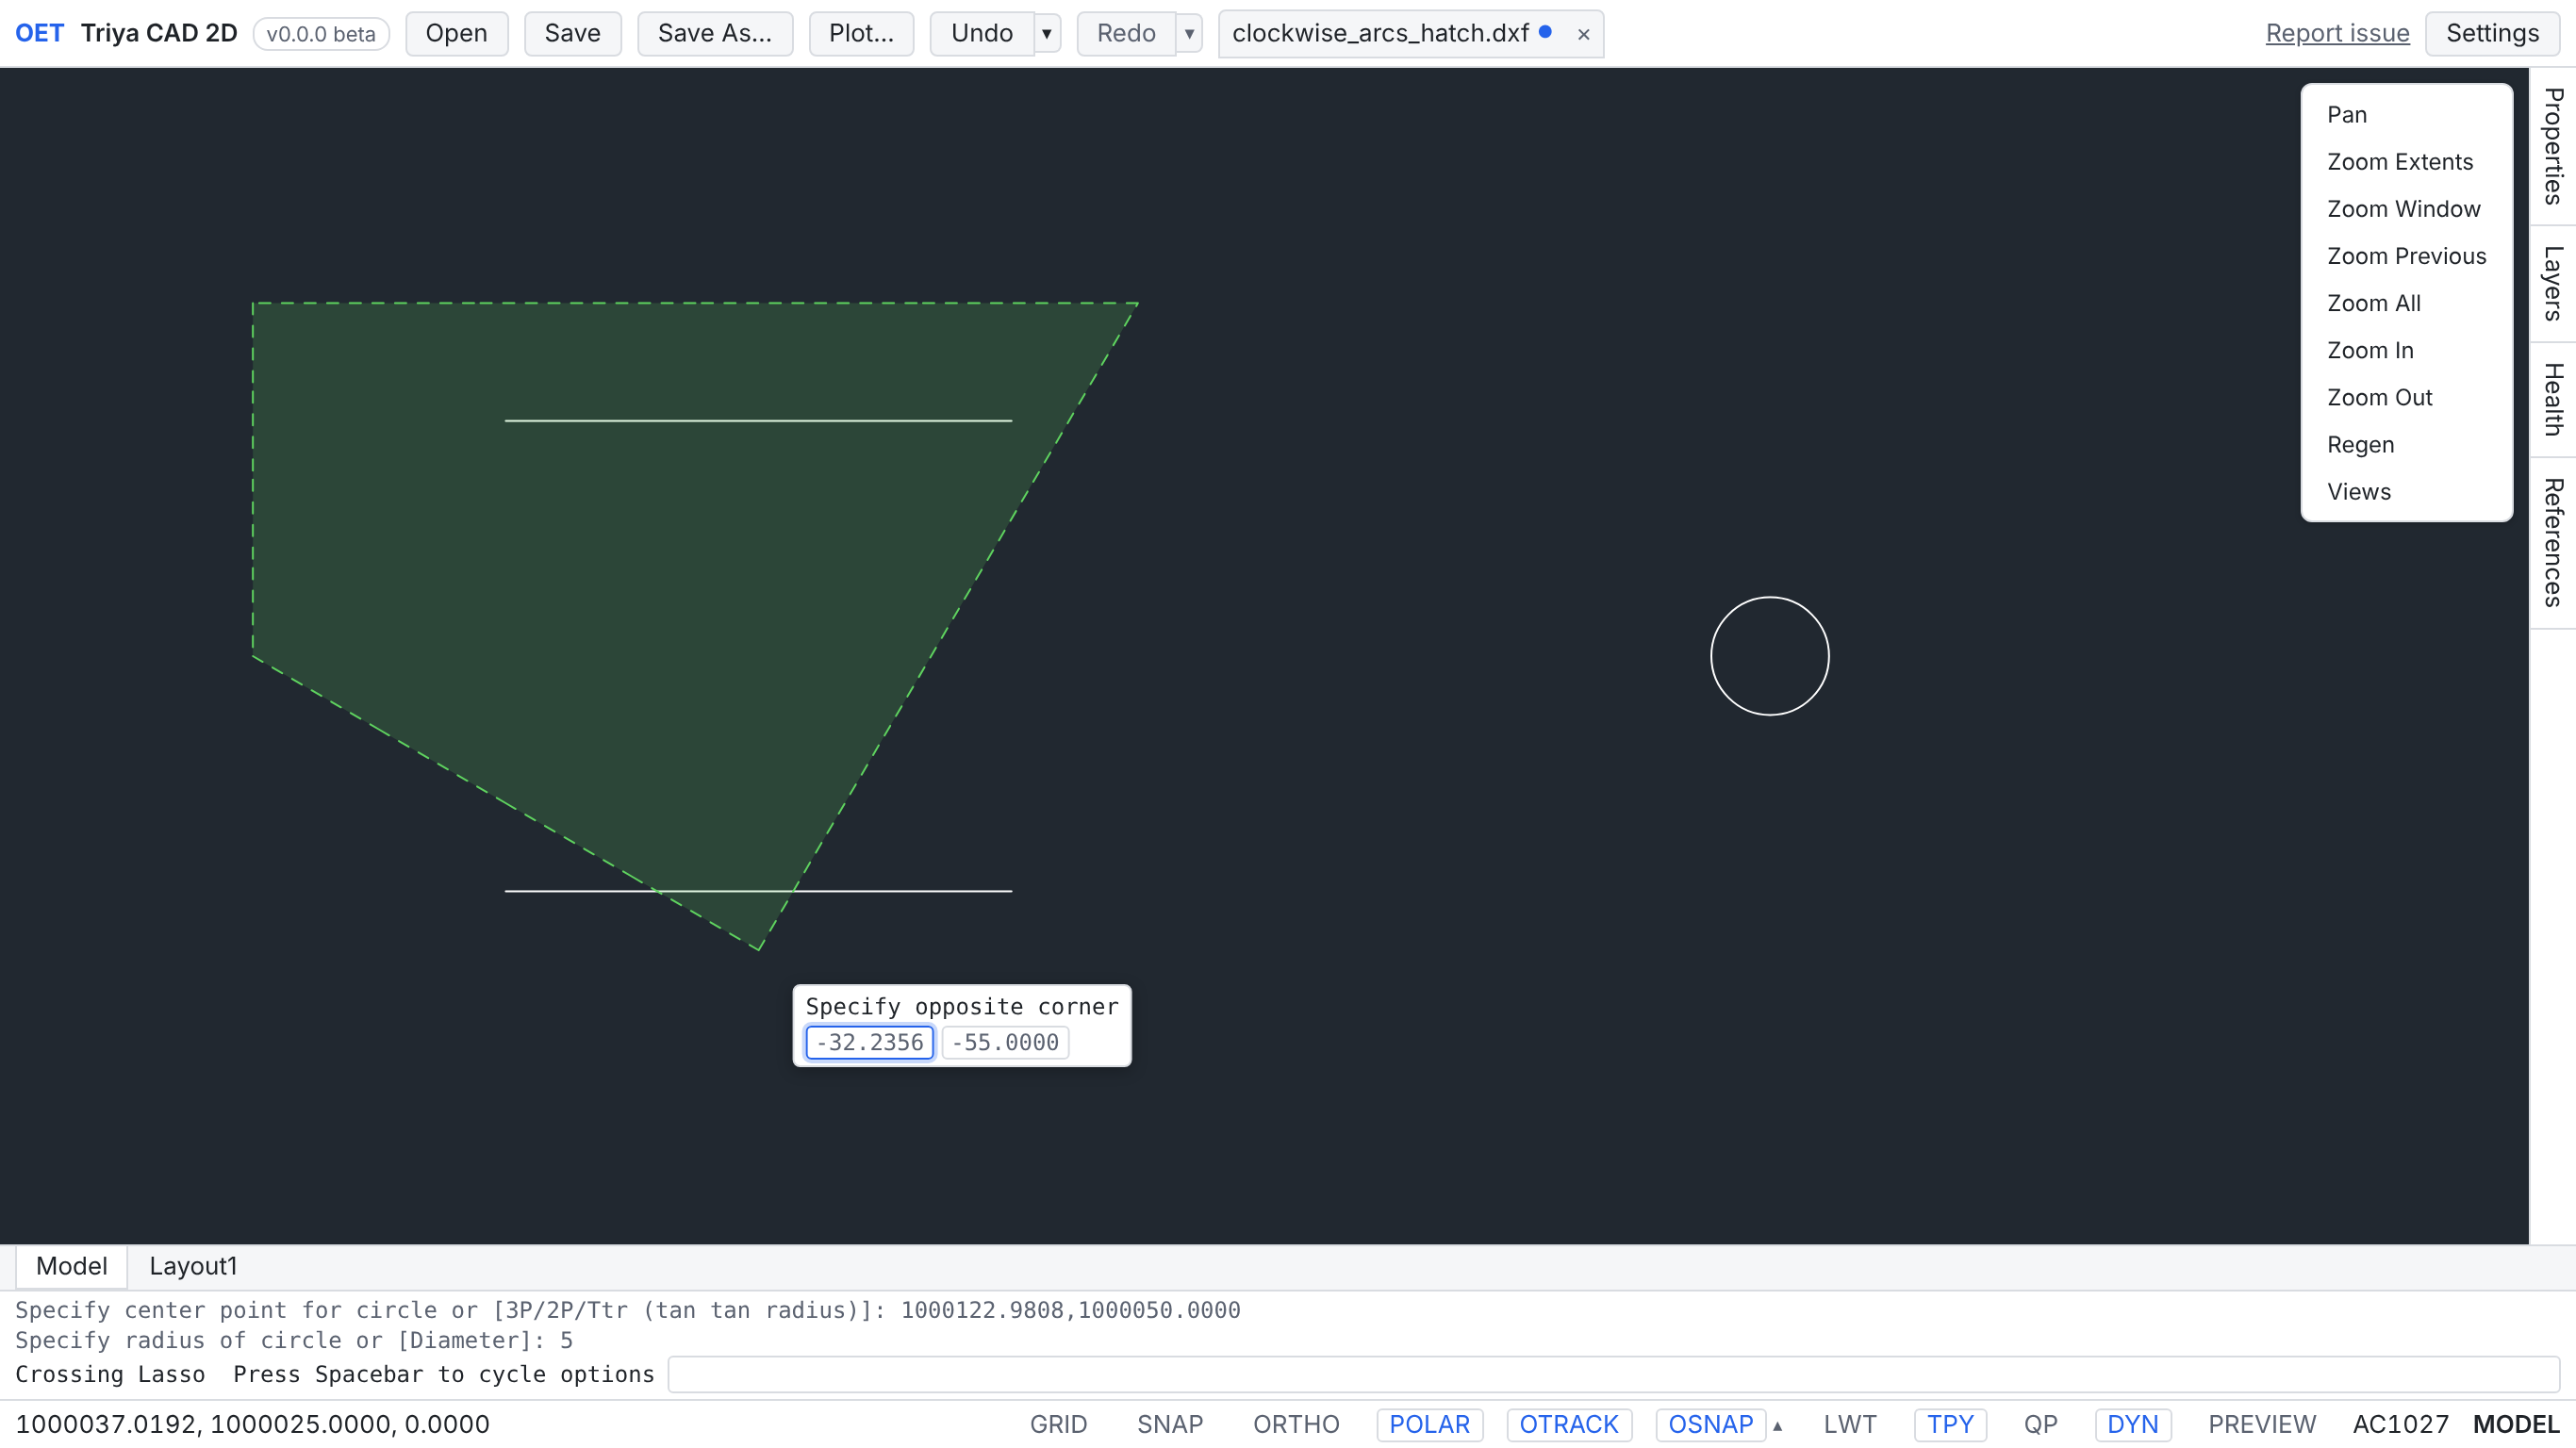 OET Triya CAD 2D v0.0.0 beta Open Save Save As... Plot... Undo ▾ Redo ▾ clockwise_arcs_hatch.dxf × Report issue Settings
Pan
Zoom Extents
Zoom Window
Zoom Previous
Zoom All
Zoom In
Zoom Out
Regen
Views
Properties
Layers
Health
References
Specify opposite corner
-32.2356 -55.0000
Model Layout1
Specify center point for circle or [3P/2P/Ttr (tan tan radius)]: 1000122.9808,1000050.0000
Specify radius of circle or [Diameter]: 5
Crossing Lasso  Press Spacebar to cycle options
1000037.0192, 1000025.0000, 0.0000 GRID SNAP ORTHO POLAR OTRACK OSNAP ▴ LWT TPY QP DYN PREVIEW AC1027 MODEL